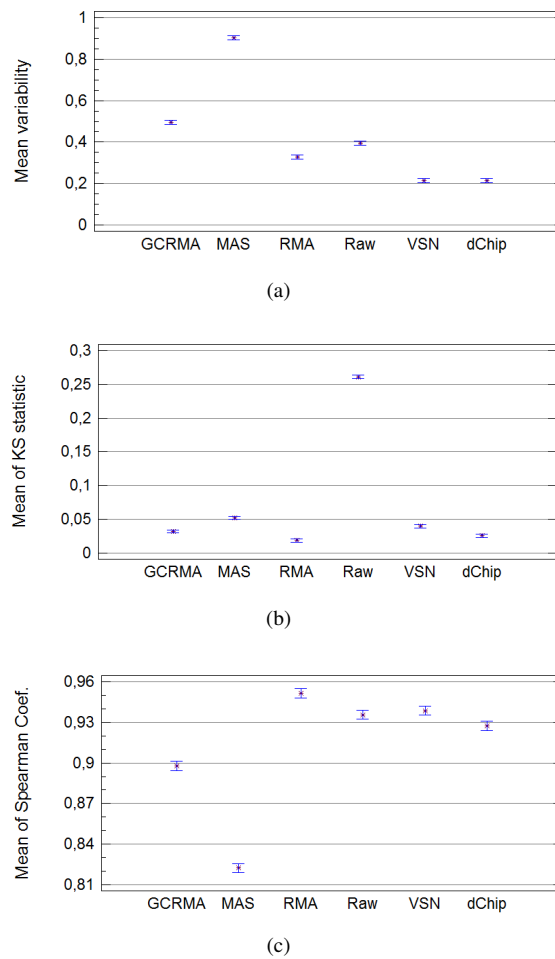 Mean variability
1
0.8
0.6
0.4
0.2
0
GCRMA MAS RMA Raw VSN dChip
(a)
Mean of KS statistic
0,3
0,25
0,2
0,15
0,1
0,05
0
GCRMA MAS RMA Raw VSN dChip
(b)
Mean of Spearman Coef.
0,96
0,93
0,9
0,87
0,84
0,81
GCRMA MAS RMA Raw VSN dChip
(c)